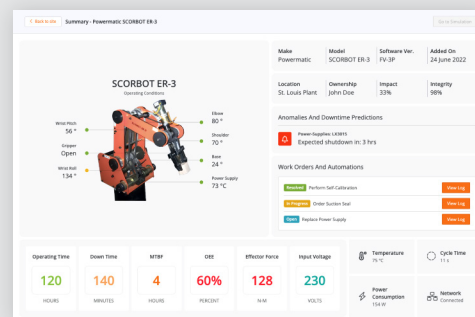 Back to site
Summary - Powermatic SCORBOT ER-3
Go to Simulation
SCORBOT ER-3
Operating Conditions
Wrist Pitch
56 °
Gripper
Open
Wrist Roll
134 °
Elbow
80 °
Shoulder
70 °
Base
24 °
Power Supply
73 °C
Make
Powermatic
Model
SCORBOT ER-3
Software Ver.
FV-3P
Added On
24 June 2022
Location
St. Louis Plant
Ownership
John Doe
Impact
33%
Integrity
98%
Anomalies And Downtime Predictions
Power-Supplies: LX3015
Expected shutdown in: 3 hrs
Work Orders And Automations
Resolved Perform Self-Calibration View Log
In Progress Order Suction Seal View Log
Open Replace Power Supply View Log
Operating Time
120
HOURS
Down Time
140
MINUTES
MTBF
4
HOURS
OEE
60%
PERCENT
Effector Force
128
N/M
Input Voltage
230
VOLTS
Temperature
75 °C
Cycle Time
11 s
Power
Consumption
154 W
Network
Connected